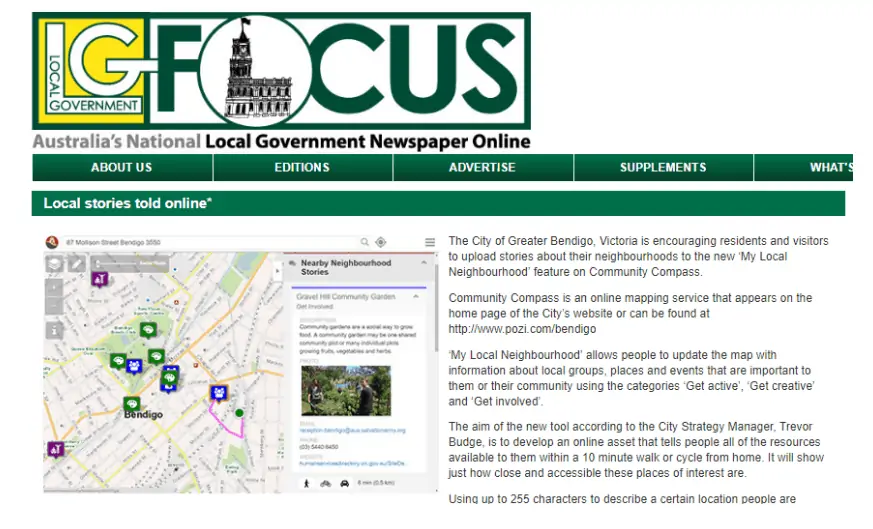 LG
LOCAL
GOVERNMENT
FOCUS
Australia's National Local Government Newspaper Online
ABOUT US
EDITIONS
ADVERTISE
SUPPLEMENTS
WHAT'S
Local stories told online*
67 Mollison Street Bendigo 3550
Nearby Neighbourhood
Stories
Gravel Hill Community Garden
Get Involved
Community gardens are a social way to grow
food. A community garden may be one shared
community plot or many individual plots
growing fruits, vegetables and herbs.
PHOTO
EMAIL
PHONE
(03) 5440 8400
WEBSITE
6 min (0.5 km)
Bendigo
The City of Greater Bendigo, Victoria is encouraging residents and visitors
to upload stories about their neighbourhoods to the new 'My Local
Neighbourhood' feature on Community Compass.
Community Compass is an online mapping service that appears on the
home page of the City's website or can be found at
http://www.pozi.com/bendigo
'My Local Neighbourhood' allows people to update the map with
information about local groups, places and events that are important to
them or their community using the categories 'Get active', 'Get creative'
and 'Get involved'.
The aim of the new tool according to the City Strategy Manager, Trevor
Budge, is to develop an online asset that tells people all of the resources
available to them within a 10 minute walk or cycle from home. It will show
just how close and accessible these places of interest are.
Using up to 255 characters to describe a certain location people are